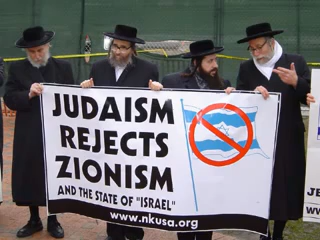 JUDAISM
REJECTS
ZIONISM
AND THE STATE OF "ISRAEL"
www.nkusa.org